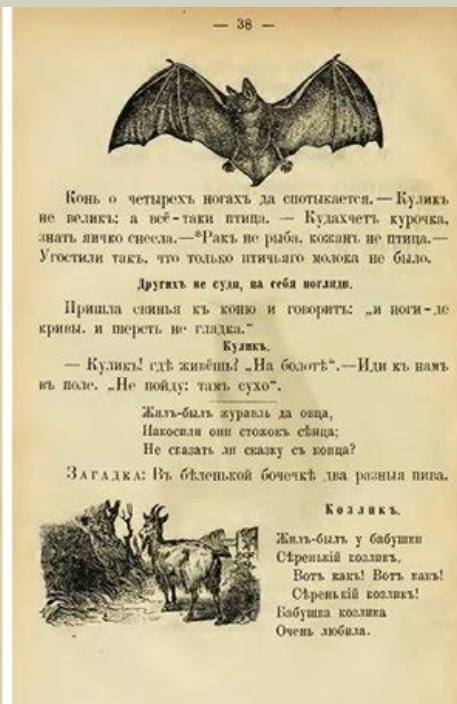 — 38 —
Конь о четырехъ ногахъ да спотыкается. — Куликъ
не великъ: а всё-таки птица. — Кудахчетъ курочка.
знать яичко снесла.—*Ракъ не рыба, кожанъ не птица.—
Угостили такъ, что только птичьяго молока не было.
Другихъ не суди, на себя погляди.
Пришла свинья къ коню и говоритъ: „и ноги-де
кривы, и шерсть не гладка.“
Куликъ.
— Куликъ! гдѣ живёшь? „На болотѣ“.—Иди къ намъ
въ поле. „Не пойду: тамъ сухо“.
Жилъ-былъ журавль да овца,
Накосили они стожокъ сѣнца;
Не сказать ли сказку съ конца?
ЗАГАДКА: Въ бѣленькой бочечкѣ два разныя пива.
Козликъ.
Жилъ-былъ у бабушки
Сѣренькій козликъ,
Вотъ какъ! Вотъ какъ!
Сѣренькій козликъ!
Бабушка козлика
Очень любила.